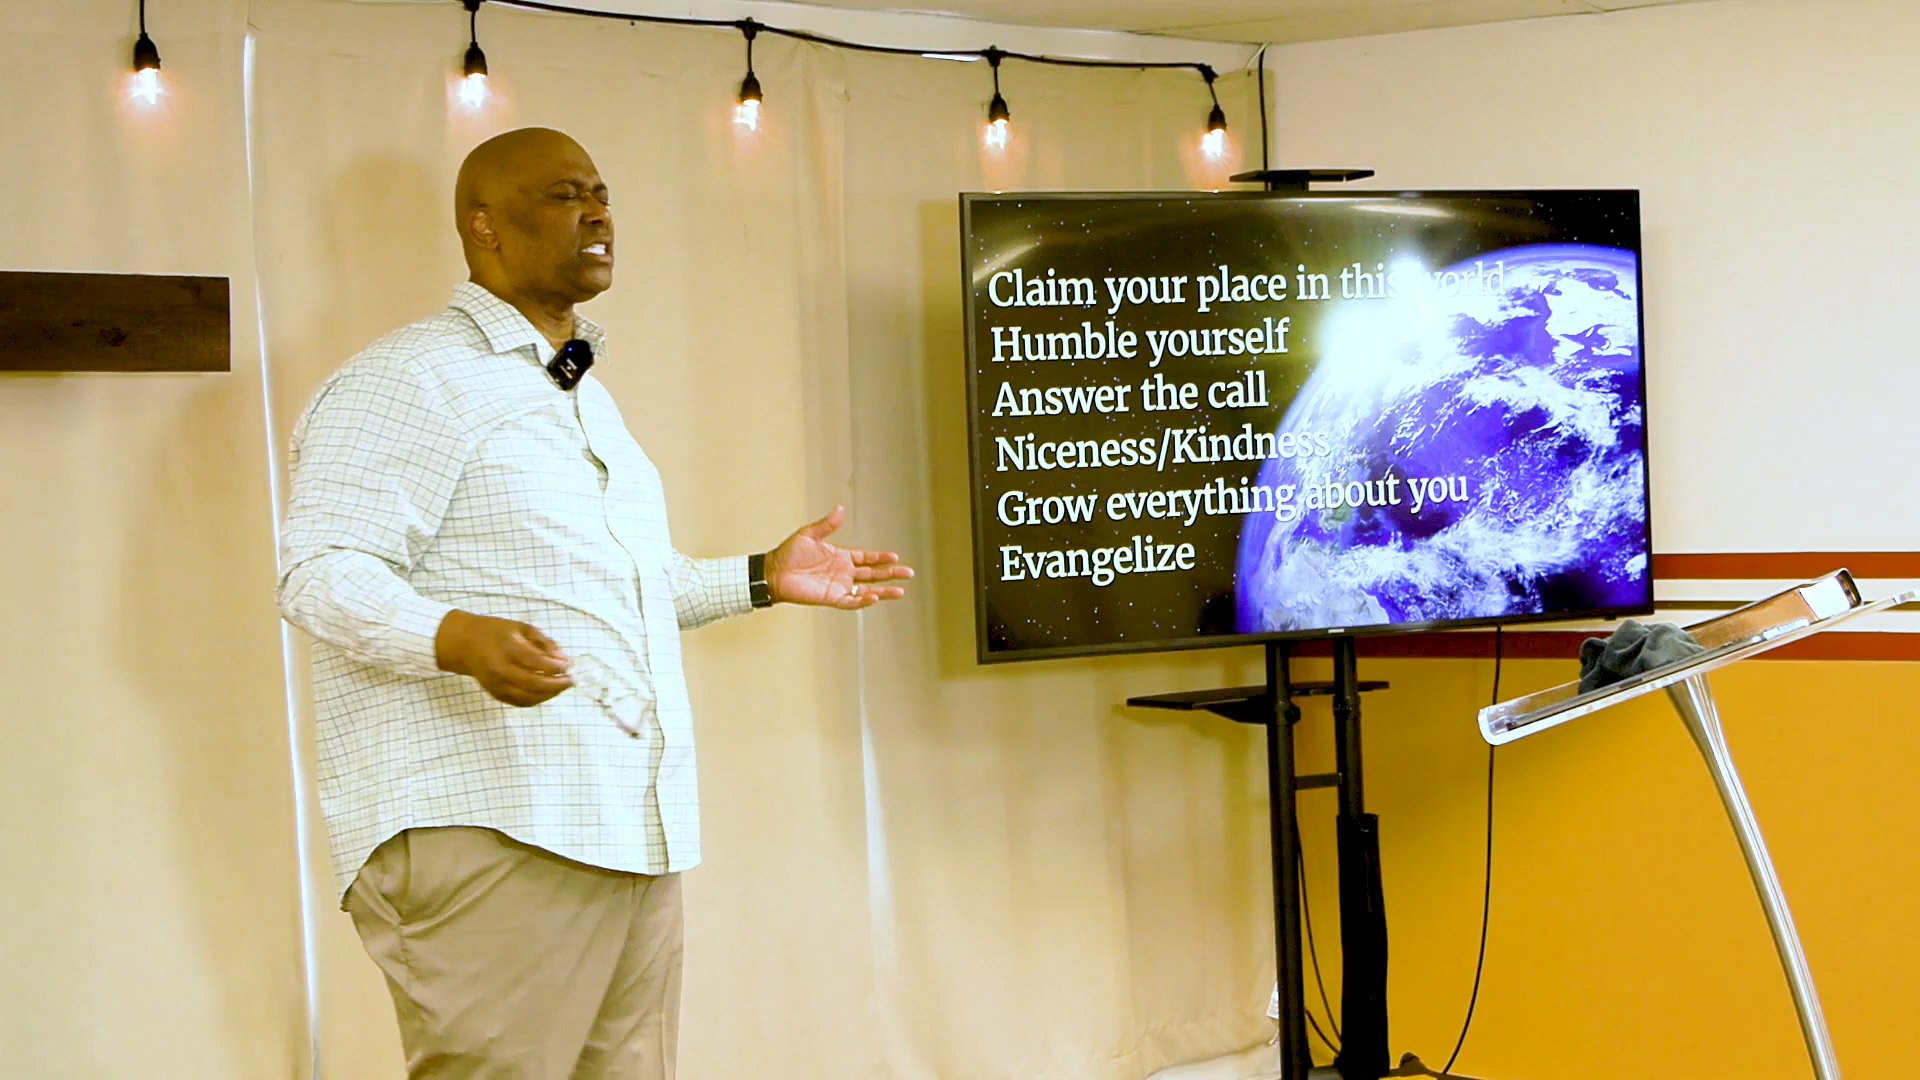 Claim your place in this world
Humble yourself
Answer the call
Niceness/Kindness
Grow everything about you
Evangelize